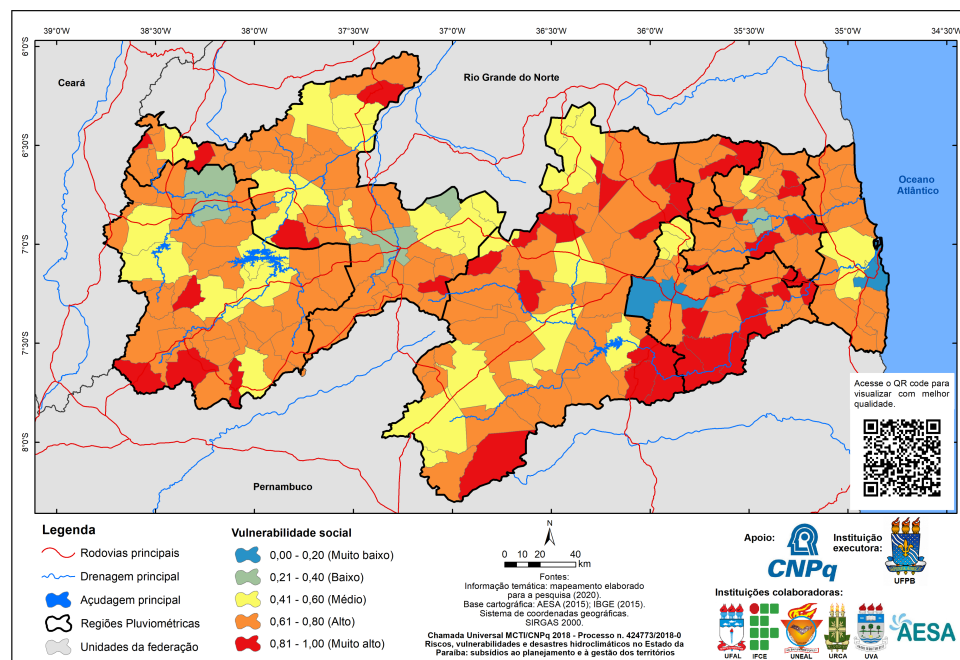 39°0'W 38°30'W 38°0'W 37°30'W 37°0'W 36°30'W 36°0'W 35°30'W 35°0'W 34°30'W
6°0'S
6°30'S
7°0'S
7°30'S
8°0'S
Ceará
Rio Grande do Norte
Oceano
Atlântico
Pernambuco
Acesse o QR code para
visualizar com melhor
qualidade.
Legenda
Rodovias principais
Drenagem principal
Açudagem principal
Regiões Pluviométricas
Unidades da federação
Vulnerabilidade social
0,00 - 0,20 (Muito baixo)
0,21 - 0,40 (Baixo)
0,41 - 0,60 (Médio)
0,61 - 0,80 (Alto)
0,81 - 1,00 (Muito alto)
N
0 10 20 40
km
Fontes:
Informação temática: mapeamento elaborado
para a pesquisa (2020).
Base cartográfica: AESA (2015); IBGE (2015).
Sistema de coordenadas geográficas.
SIRGAS 2000.
Chamada Universal MCTI/CNPq 2018 - Processo n. 424773/2018-0
Riscos, vulnerabilidades e desastres hidroclimáticos no Estado da
Paraíba: subsídios ao planejamento e à gestão dos territórios
Apoio:
CNPq
Instituição
executora:
UFPB
Instituições colaboradoras:
UFAL IFCE UNEAL URCA UVA
AESA